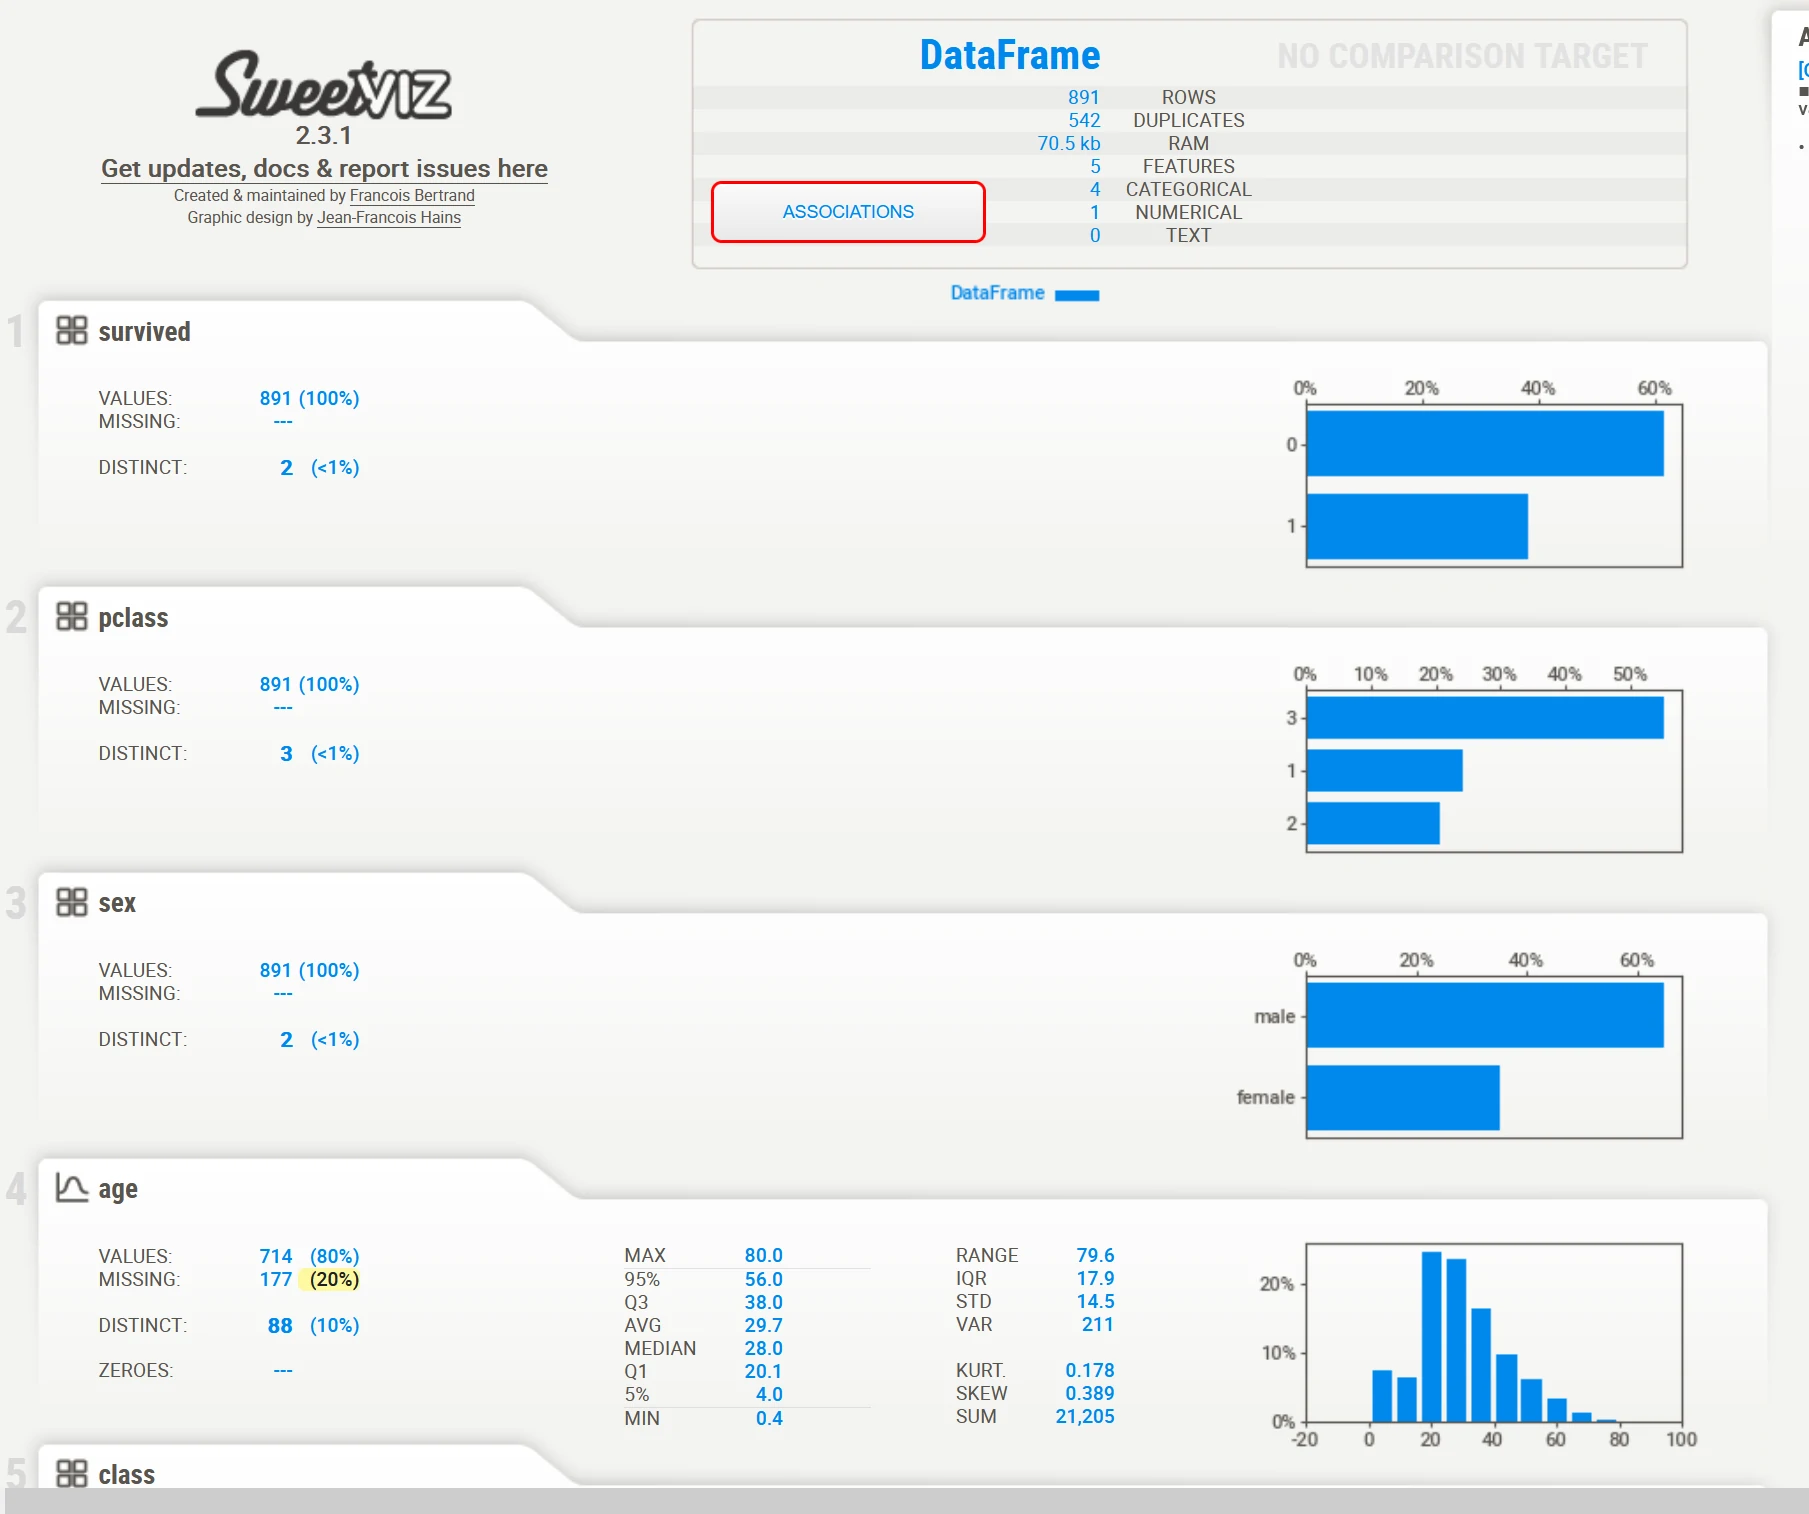 SweetVIZ
2.3.1
Get updates, docs & report issues here
Created & maintained by Francois Bertrand
Graphic design by Jean-Francois Hains
DataFrame NO COMPARISON TARGET
891 ROWS
542 DUPLICATES
70.5 kb RAM
5 FEATURES
4 CATEGORICAL
1 NUMERICAL
0 TEXT
ASSOCIATIONS
DataFrame
1 survived
VALUES: 891 (100%)
MISSING: ---
DISTINCT: 2 (<1%)
0% 20% 40% 60%
0
1
2 pclass
VALUES: 891 (100%)
MISSING: ---
DISTINCT: 3 (<1%)
0% 10% 20% 30% 40% 50%
3
1
2
3 sex
VALUES: 891 (100%)
MISSING: ---
DISTINCT: 2 (<1%)
0% 20% 40% 60%
male
female
4 age
VALUES: 714 (80%)
MISSING: 177 (20%)
DISTINCT: 88 (10%)
ZEROES: ---
MAX 80.0
95% 56.0
Q3 38.0
AVG 29.7
MEDIAN 28.0
Q1 20.1
5% 4.0
MIN 0.4
RANGE 79.6
IQR 17.9
STD 14.5
VAR 211
KURT. 0.178
SKEW 0.389
SUM 21,205
20%
10%
0%
-20 0 20 40 60 80 100
5 class